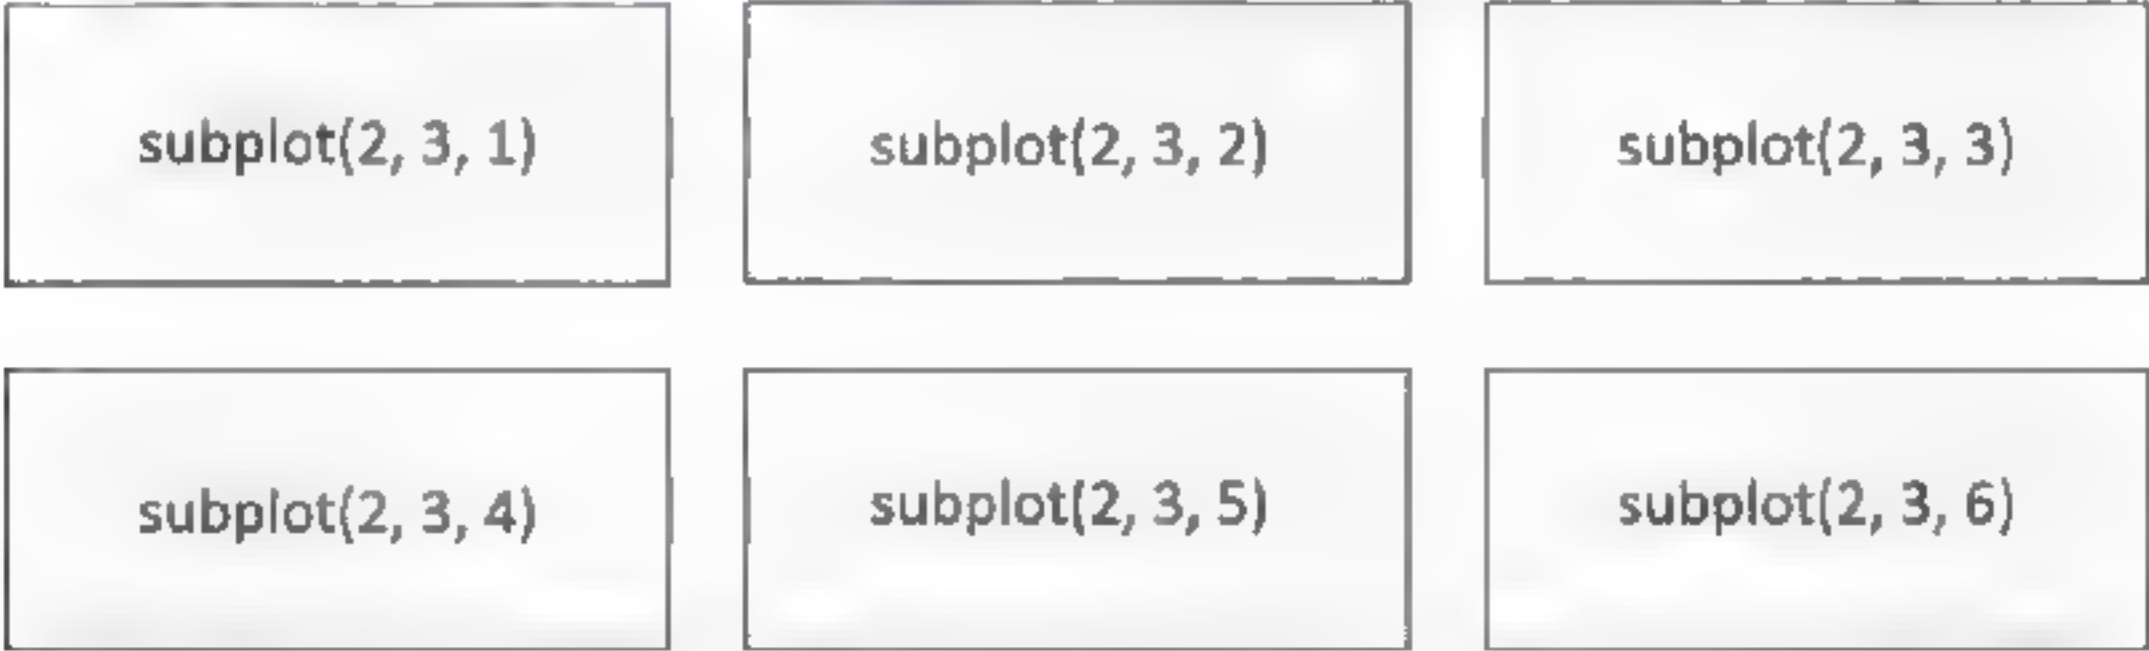 subplot(2, 3, 1)
subplot(2, 3, 2)
subplot(2, 3, 3)
subplot(2, 3, 4)
subplot(2, 3, 5)
subplot(2, 3, 6)